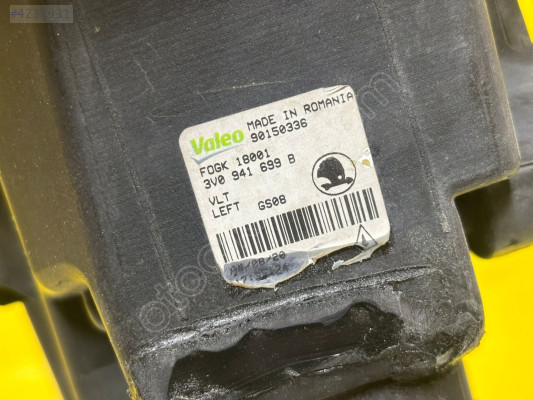 Valeo MADE IN ROMANIA
90150336
FOGK 18001
3V0 941 699 B
VLT
LEFT GS08